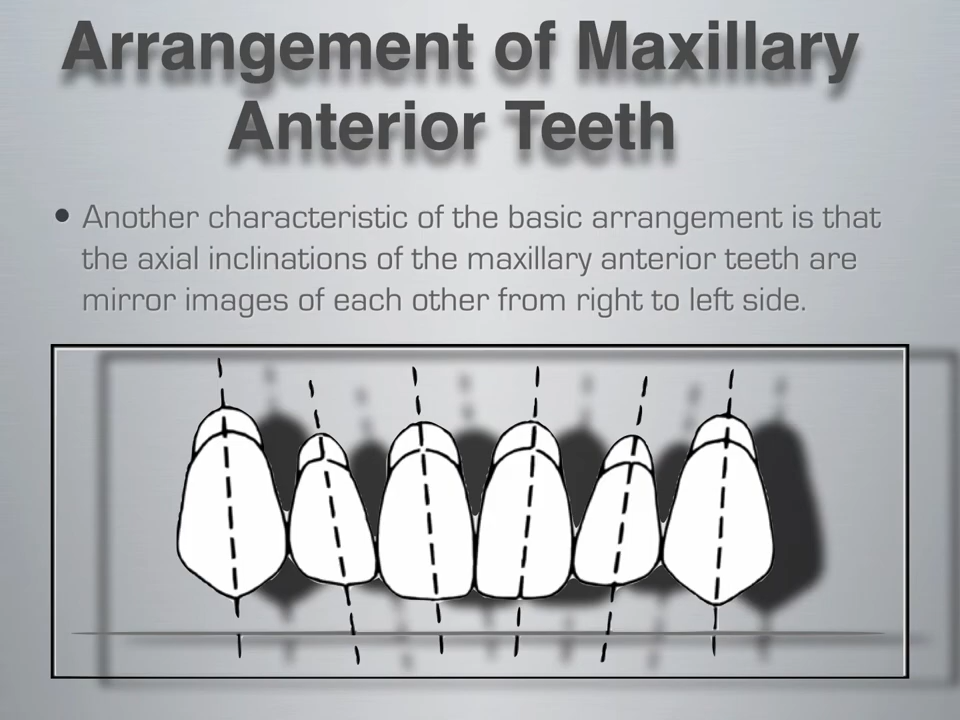 Arrangement of Maxillary
Anterior Teeth
• Another characteristic of the basic arrangement is that
the axial inclinations of the maxillary anterior teeth are
mirror images of each other from right to left side.